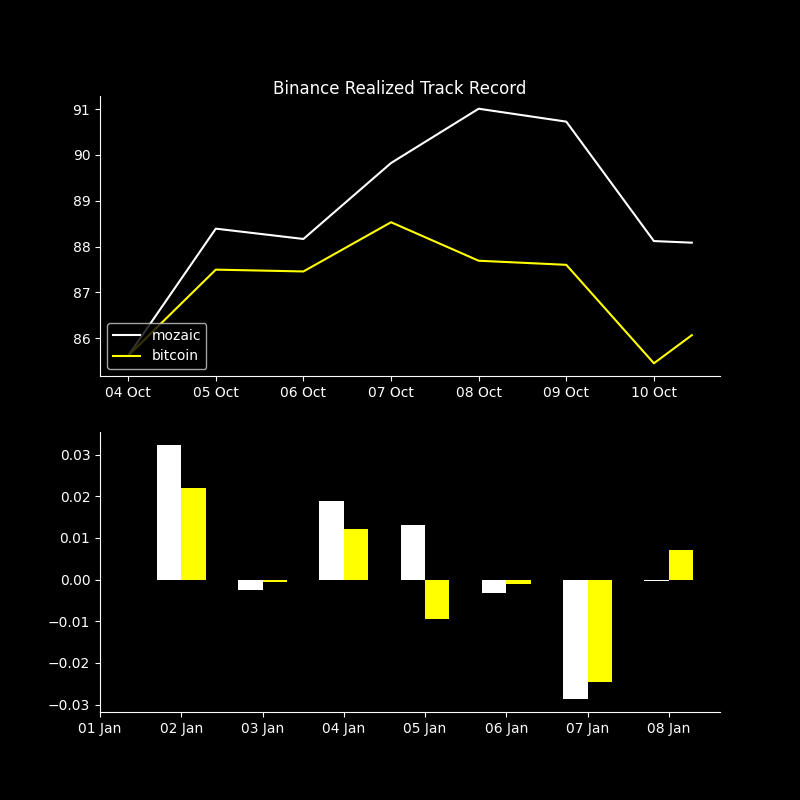 Binance Realized Track Record
91
90
89
88
87
86
mozaic
bitcoin
04 Oct 05 Oct 06 Oct 07 Oct 08 Oct 09 Oct 10 Oct
0.03
0.02
0.01
0.00
−0.01
−0.02
−0.03
01 Jan 02 Jan 03 Jan 04 Jan 05 Jan 06 Jan 07 Jan 08 Jan